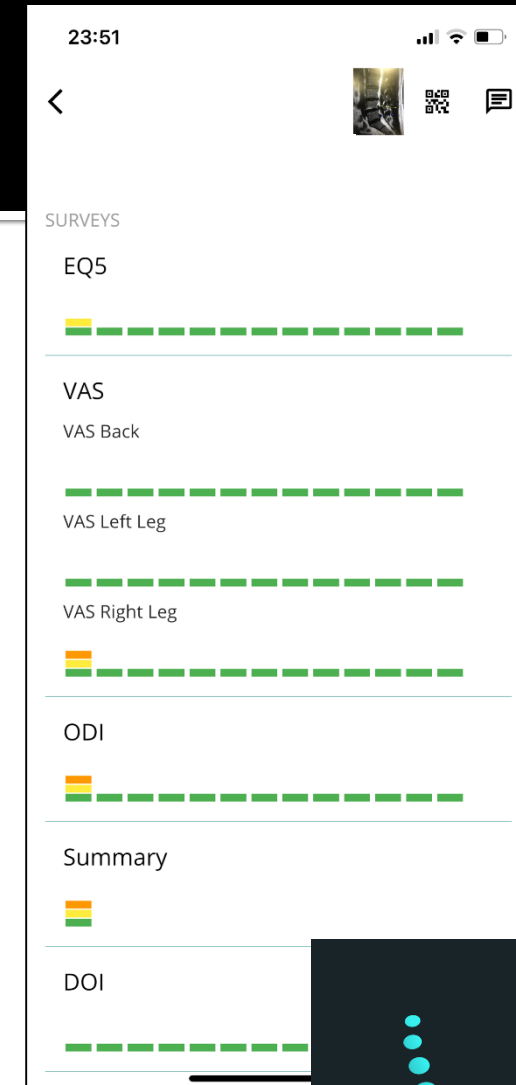 23:51
SURVEYS
EQ5
VAS
VAS Back
VAS Left Leg
VAS Right Leg
ODI
Summary
DOI